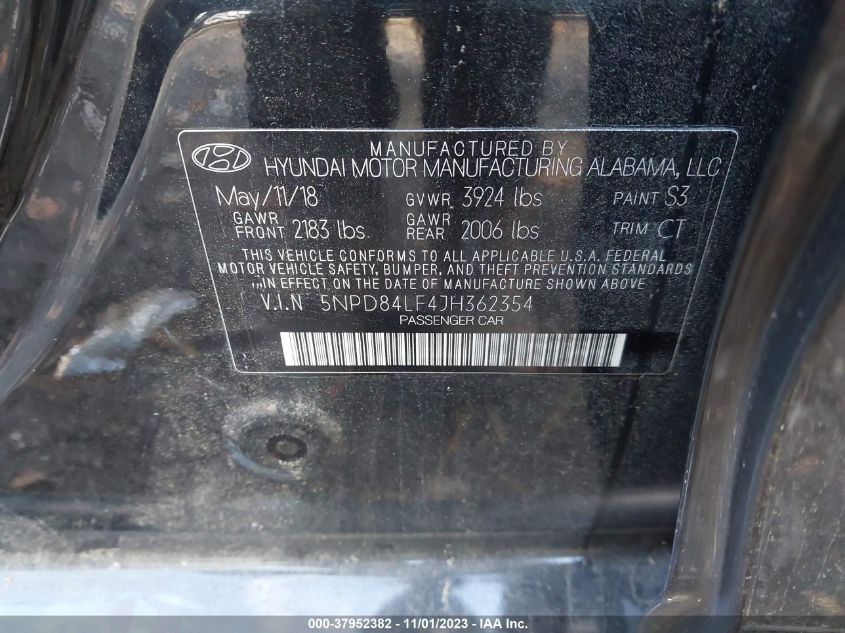 MANUFACTURED BY
HYUNDAI MOTOR MANUFACTURING ALABAMA, LLC
May/11/18 GVWR 3924 lbs PAINT S3
GAWR FRONT 2183 lbs. GAWR REAR 2006 lbs TRIM CT
THIS VEHICLE CONFORMS TO ALL APPLICABLE U.S.A. FEDERAL
MOTOR VEHICLE SAFETY, BUMPER, AND THEFT PREVENTION STANDARDS
IN EFFECT ON THE DATE OF MANUFACTURE SHOWN ABOVE
V.I.N 5NPD84LF4JH362354
PASSENGER CAR
000-37952382 - 11/01/2023 - IAA Inc.